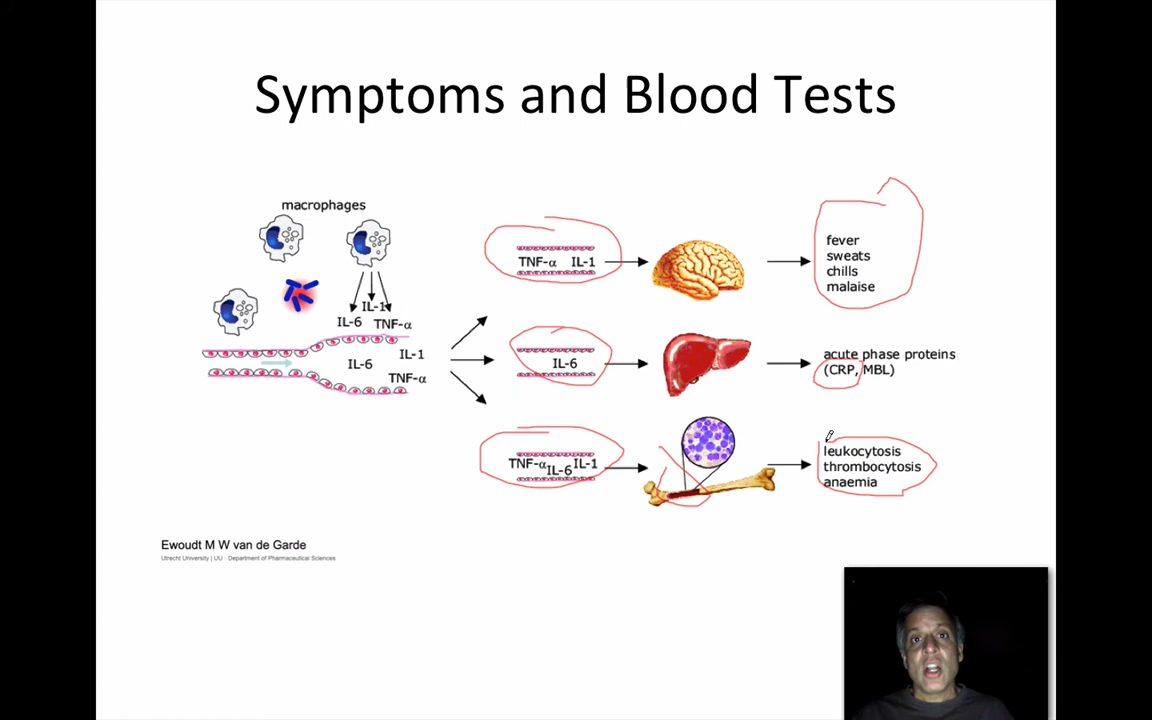 Symptoms and Blood Tests
macrophages
IL-1
IL-6 TNF-α
IL-6
IL-1
TNF-α
TNF-α IL-1
fever
sweats
chills
malaise
IL-6
acute phase proteins
(CRP, MBL)
TNF-α IL-6 IL-1
leukocytosis
thrombocytosis
anaemia
Ewoudt M W van de Garde
Utrecht University | UU · Department of Pharmaceutical Sciences